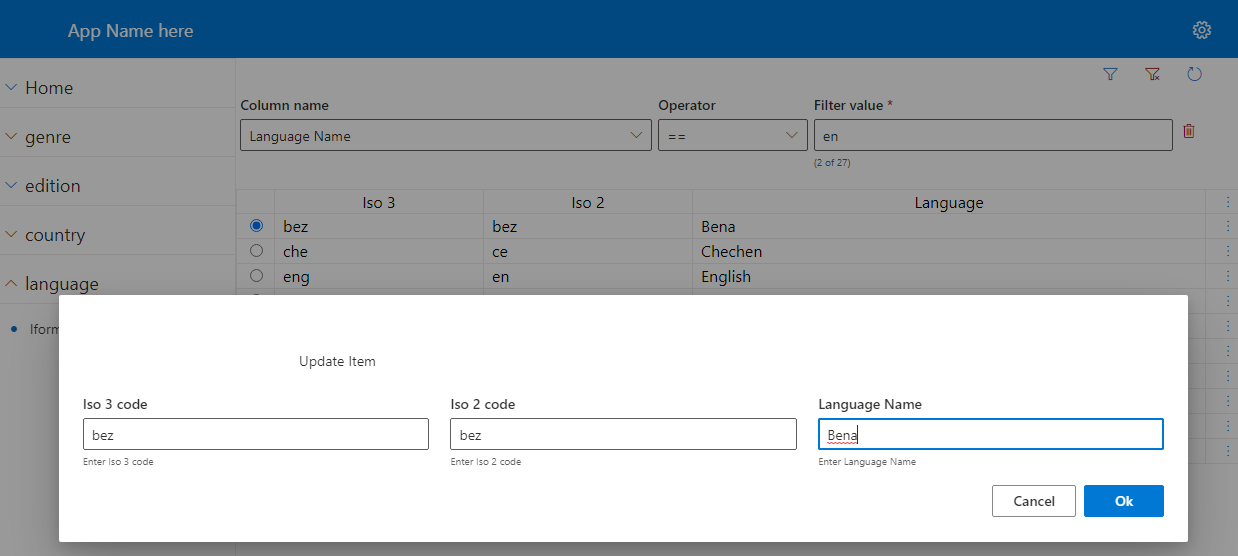 App Name here
Home
genre
edition
country
language
Column name Operator Filter value *
Language Name == en
(2 of 27)
Iso 3 Iso 2 Language
bez bez Bena
che ce Chechen
eng en English
Update Item
Iso 3 code Iso 2 code Language Name
bez bez Bena
Enter Iso 3 code Enter Iso 2 code Enter Language Name
Cancel Ok